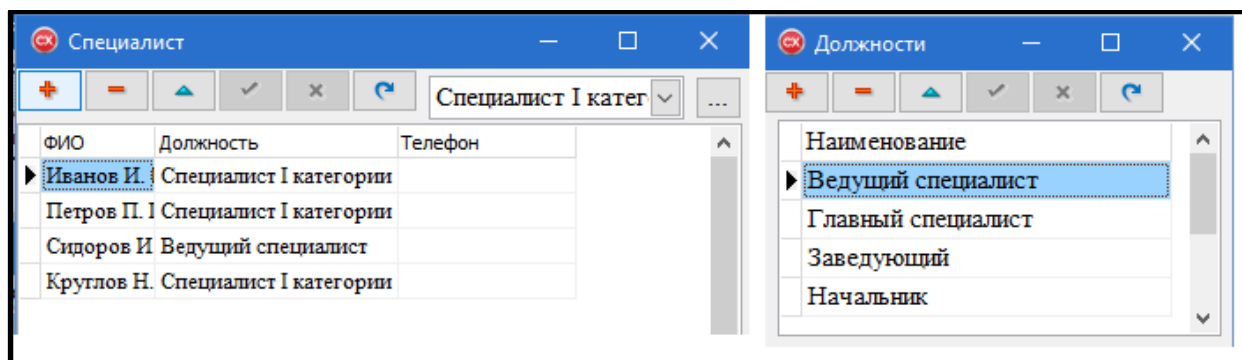 Специалист
Специалист I катег
...
ФИО Должность Телефон
Иванов И. Специалист I категории
Петров П. Специалист I категории
Сидоров И Ведущий специалист
Круглов Н. Специалист I категории
Должности
Наименование
Ведущий специалист
Главный специалист
Заведующий
Начальник